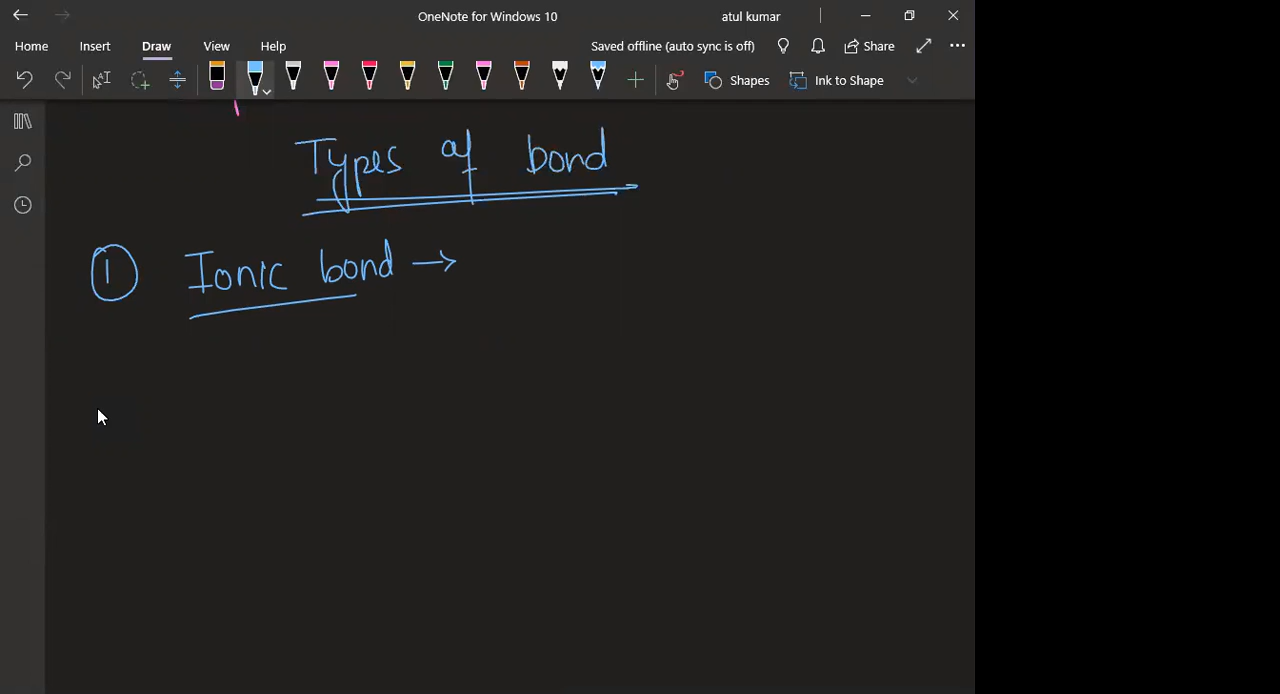 OneNote for Windows 10 atul kumar
Home Insert Draw View Help Saved offline (auto sync is off) Share
Shapes Ink to Shape
Types of bond
1 Ionic bond →